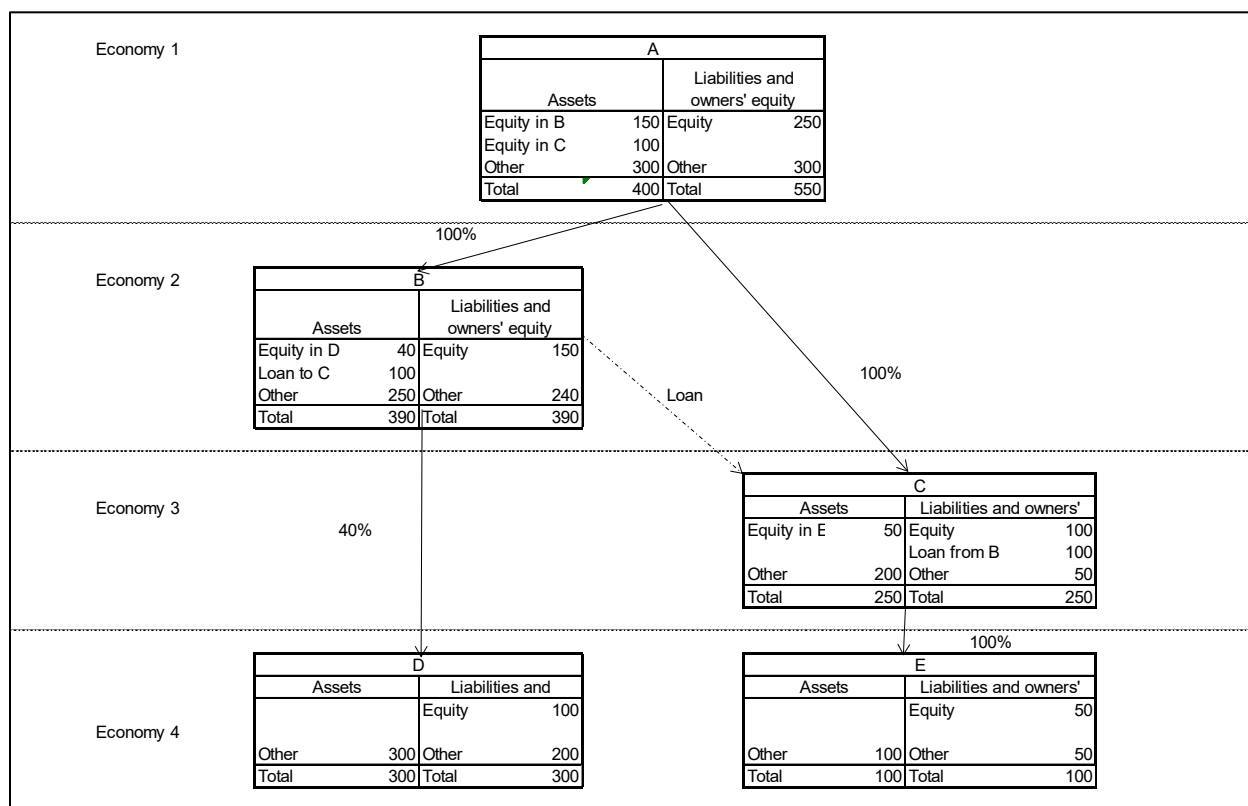 Economy 1
A
Assets Liabilities and owners' equity
Equity in B 150 Equity 250
Equity in C 100
Other 300 Other 300
Total 400 Total 550
100%
Economy 2
B
Assets Liabilities and owners' equity
Equity in D 40 Equity 150
Loan to C 100
Other 250 Other 240
Total 390 Total 390
Loan
100%
Economy 3
40%
C
Assets Liabilities and owners'
Equity in E 50 Equity 100
Loan from B 100
Other 200 Other 50
Total 250 Total 250
100%
Economy 4
D
Assets Liabilities and
Equity 100
Other 300 Other 200
Total 300 Total 300
E
Assets Liabilities and owners'
Equity 50
Other 100 Other 50
Total 100 Total 100